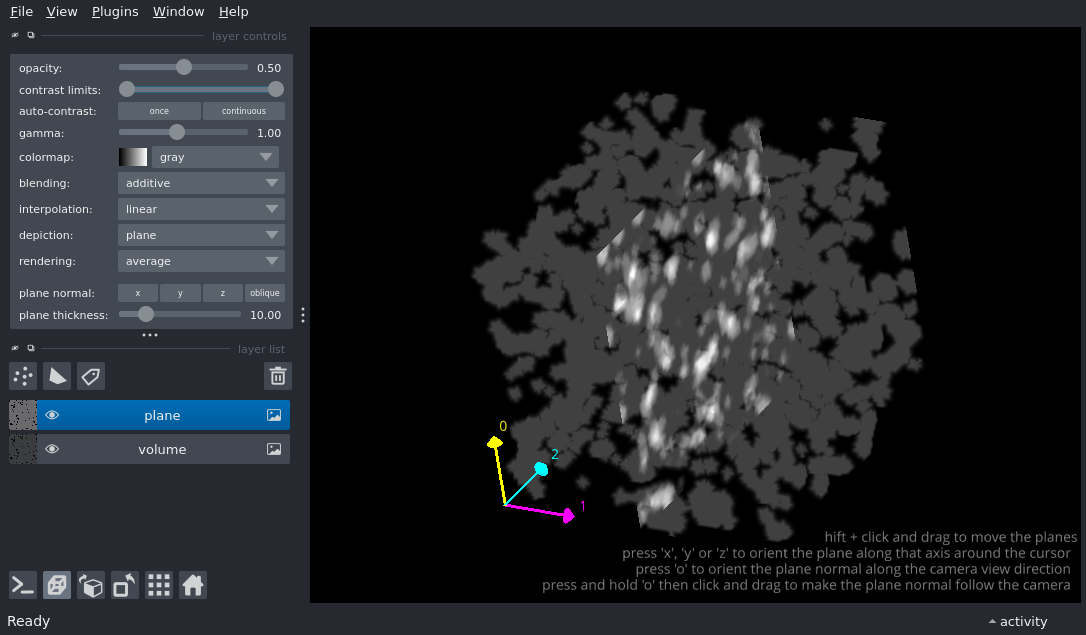 File View Plugins Window Help
layer controls
opacity: 0.50
contrast limits:
auto-contrast: once continuous
gamma: 1.00
colormap: gray
blending: additive
interpolation: linear
depiction: plane
rendering: average
plane normal: x y z oblique
plane thickness: 10.00
layer list
plane
volume
0
2
1
hift + click and drag to move the planes
press 'x', 'y' or 'z' to orient the plane along that axis around the cursor
press 'o' to orient the plane normal along the camera view direction
press and hold 'o' then click and drag to make the plane normal follow the camera
Ready activity